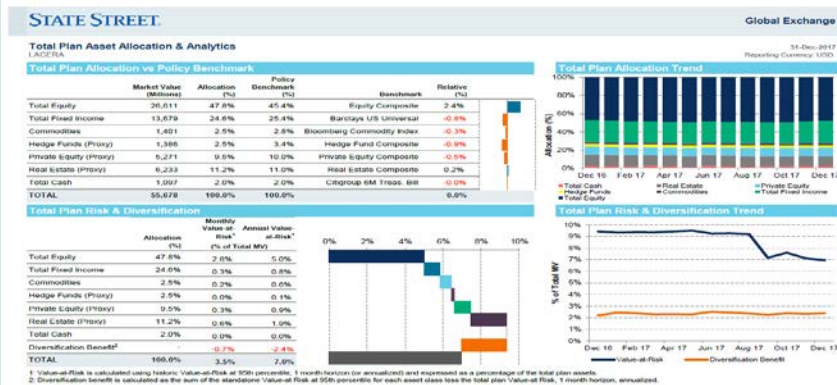 STATE STREET.
Global Exchange
Total Plan Asset Allocation & Analytics
LACERA
31-Dec-2017
Reporting Currency: USD
Total Plan Allocation vs Policy Benchmark
Market Value (Millions) Allocation (%) Policy Benchmark (%) Benchmark Relative (%)
Total Equity 26,611 47.8% 45.4% Equity Composite 2.4%
Total Fixed Income 13,679 24.6% 25.4% Barclays US Universal -0.8%
Commodities 1,401 2.5% 2.8% Bloomberg Commodity Index -0.3%
Hedge Funds (Proxy) 1,386 2.5% 3.4% Hedge Fund Composite -0.9%
Private Equity (Proxy) 5,271 9.5% 10.0% Private Equity Composite -0.5%
Real Estate (Proxy) 6,233 11.2% 11.0% Real Estate Composite 0.2%
Total Cash 1,097 2.0% 2.0% Citigroup 6M Treas. Bill -0.0%
TOTAL 55,678 100.0% 100.0% 0.0%
Total Plan Allocation Trend
Allocation (%)
100%
80%
60%
40%
20%
0%
Dec 16 Feb 17 Apr 17 Jun 17 Aug 17 Oct 17 Dec 17
Total Cash Real Estate Private Equity
Hedge Funds Commodities Total Fixed Income
Total Equity
Total Plan Risk & Diversification
Allocation (%) Monthly Value-at-Risk¹ Annual Value-at-Risk¹
(% of Total MV)
Total Equity 47.8% 2.6% 5.0%
Total Fixed Income 24.6% 0.3% 0.8%
Commodities 2.5% 0.2% 0.6%
Hedge Funds (Proxy) 2.5% 0.0% 0.1%
Private Equity (Proxy) 9.5% 0.3% 0.9%
Real Estate (Proxy) 11.2% 0.6% 1.9%
Total Cash 2.0% 0.0% 0.0%
Diversification Benefit² - -0.7% -2.4%
TOTAL 100.0% 3.5% 7.0%
0% 2% 4% 6% 8% 10%
Total Plan Risk & Diversification Trend
% of Total MV
10%
9%
8%
7%
6%
5%
4%
3%
2%
1%
0%
Dec 16 Feb 17 Apr 17 Jun 17 Aug 17 Oct 17 Dec 17
Value-at-Risk Diversification Benefit
1. Value-at-Risk is calculated using historic Value-at-Risk at 95th percentile, 1 month horizon (or annualized) and expressed as a percentage of the total plan assets.
2. Diversification benefit is calculated as the sum of the standalone Value-at Risk at 95th percentile for each asset class less the total plan Value-at Risk, 1 month horizon, annualized.